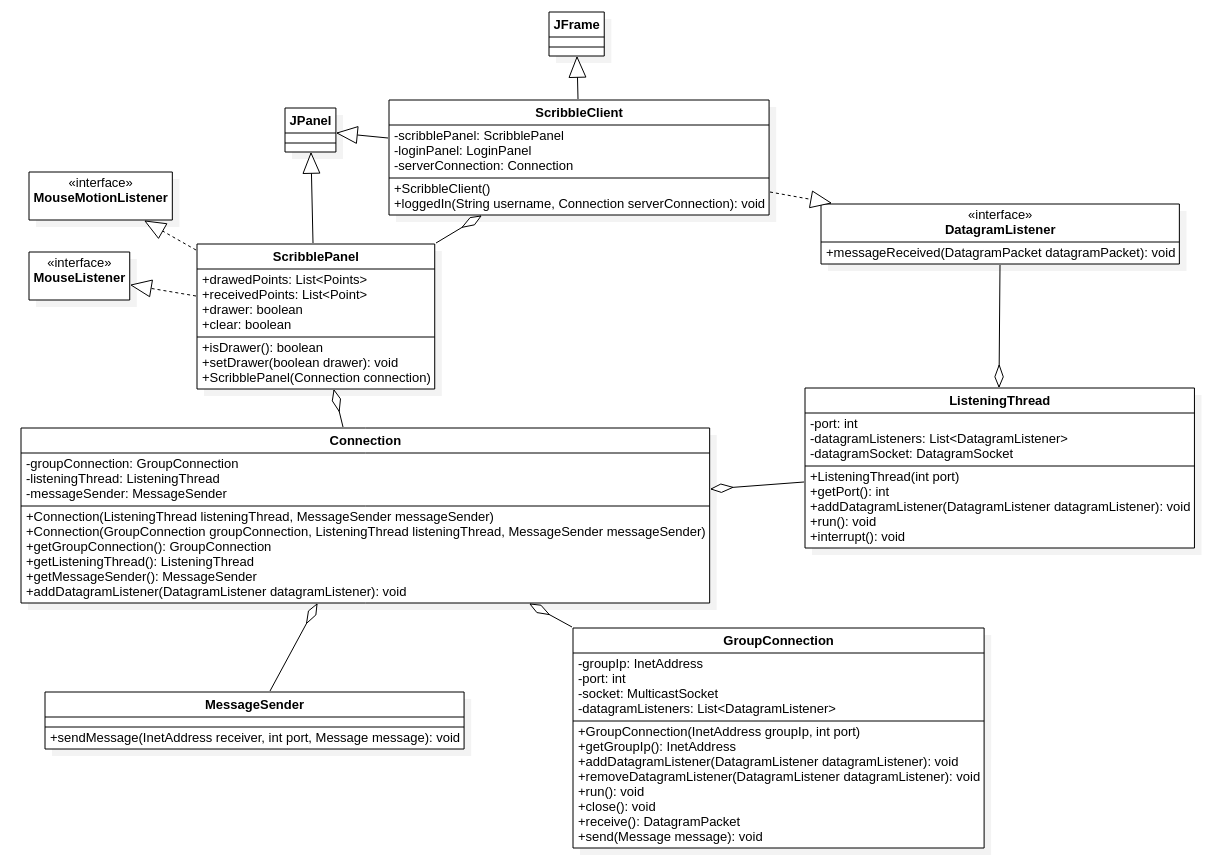 JFrame
ScribbleClient
-scribblePanel: ScribblePanel
-loginPanel: LoginPanel
-serverConnection: Connection
+ScribbleClient()
+loggedIn(String username, Connection serverConnection): void
JPanel
«interface»
MouseMotionListener
«interface»
MouseListener
«interface»
DatagramListener
+messageReceived(DatagramPacket datagramPacket): void
ScribblePanel
+drawedPoints: List<Points>
+receivedPoints: List<Point>
+drawer: boolean
+clear: boolean
+isDrawer(): boolean
+setDrawer(boolean drawer): void
+ScribblePanel(Connection connection)
ListeningThread
-port: int
-datagramListeners: List<DatagramListener>
-datagramSocket: DatagramSocket
+ListeningThread(int port)
+getPort(): int
+addDatagramListener(DatagramListener datagramListener): void
+run(): void
+interrupt(): void
Connection
-groupConnection: GroupConnection
-listeningThread: ListeningThread
-messageSender: MessageSender
+Connection(ListeningThread listeningThread, MessageSender messageSender)
+Connection(GroupConnection groupConnection, ListeningThread listeningThread, MessageSender messageSender)
+getGroupConnection(): GroupConnection
+getListeningThread(): ListeningThread
+getMessageSender(): MessageSender
+addDatagramListener(DatagramListener datagramListener): void
MessageSender
+sendMessage(InetAddress receiver, int port, Message message): void
GroupConnection
-groupIp: InetAddress
-port: int
-socket: MulticastSocket
-datagramListeners: List<DatagramListener>
+GroupConnection(InetAddress groupIp, int port)
+getGroupIp(): InetAddress
+addDatagramListener(DatagramListener datagramListener): void
+removeDatagramListener(DatagramListener datagramListener): void
+run(): void
+close(): void
+receive(): DatagramPacket
+send(Message message): void